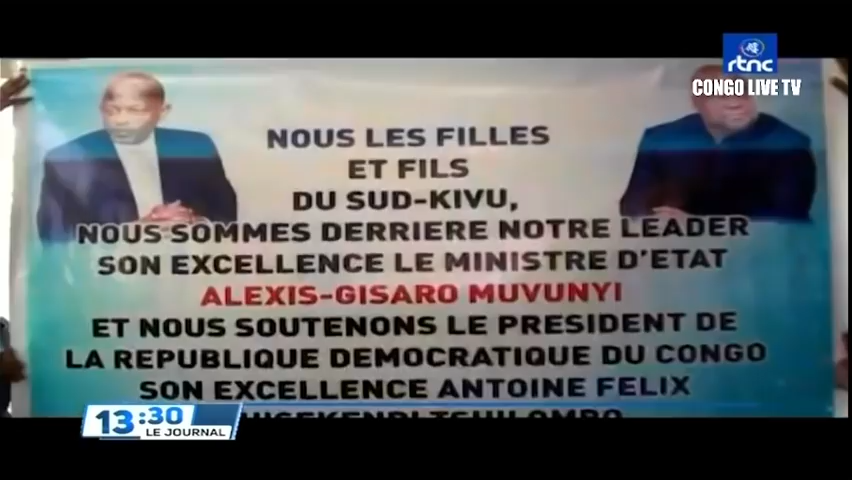 rtnc
CONGO LIVE TV
NOUS LES FILLES
ET FILS
DU SUD-KIVU,
NOUS SOMMES DERRIERE NOTRE LEADER
SON EXCELLENCE LE MINISTRE D'ETAT
ALEXIS-GISARO MUVUNYI
ET NOUS SOUTENONS LE PRESIDENT DE
LA REPUBLIQUE DEMOCRATIQUE DU CONGO
SON EXCELLENCE ANTOINE FELIX
13:30
LE JOURNAL